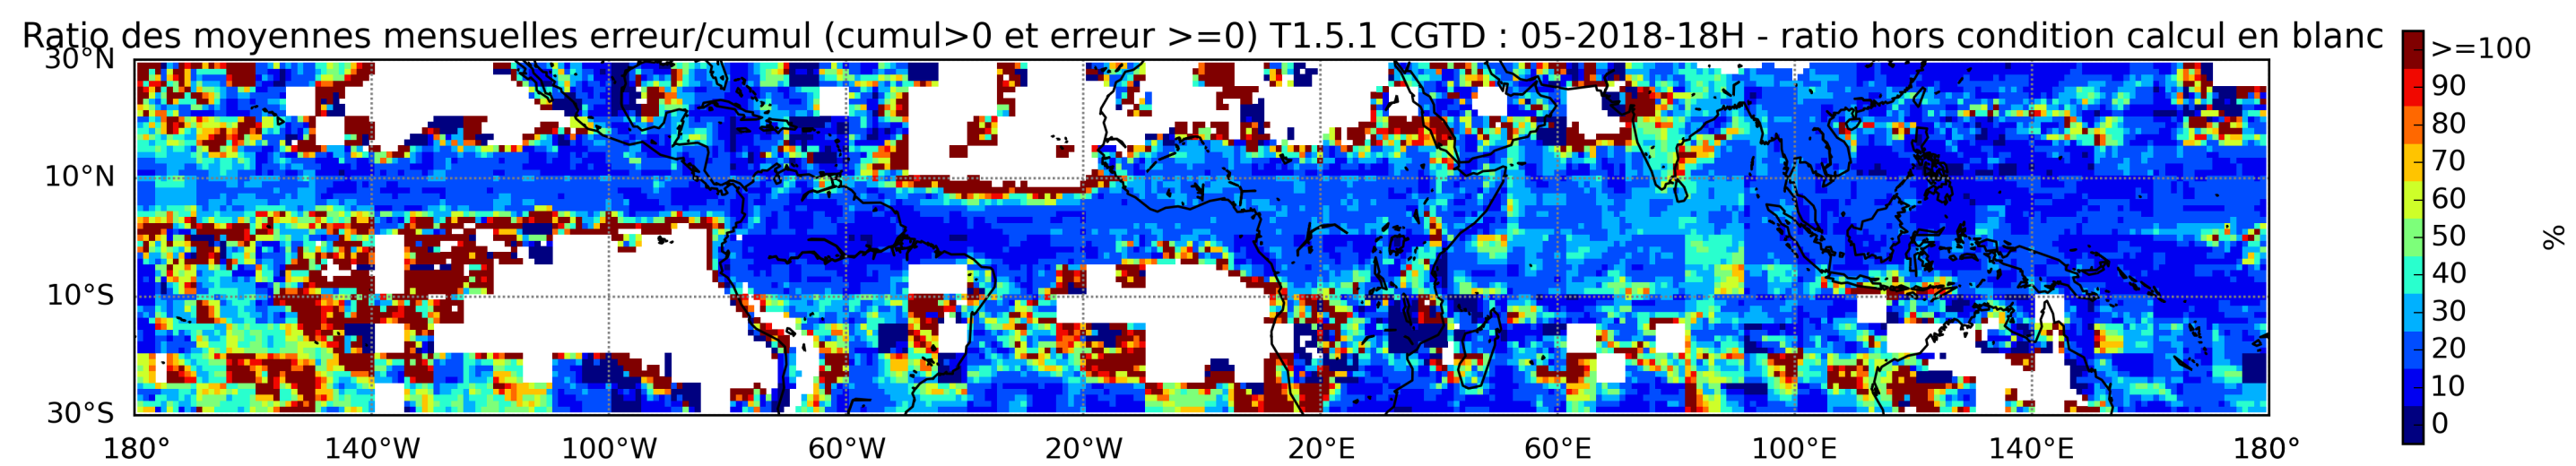 Ratio des moyennes mensuelles erreur/cumul (cumul>0 et erreur >=0) T1.5.1 CGTD : 05-2018-18H - ratio hors condition calcul en blanc
30°N
10°N
10°S
30°S
180° 140°W 100°W 60°W 20°W 20°E 60°E 100°E 140°E 180°
>=100
90
80
70
60
50
40
30
20
10
0
%